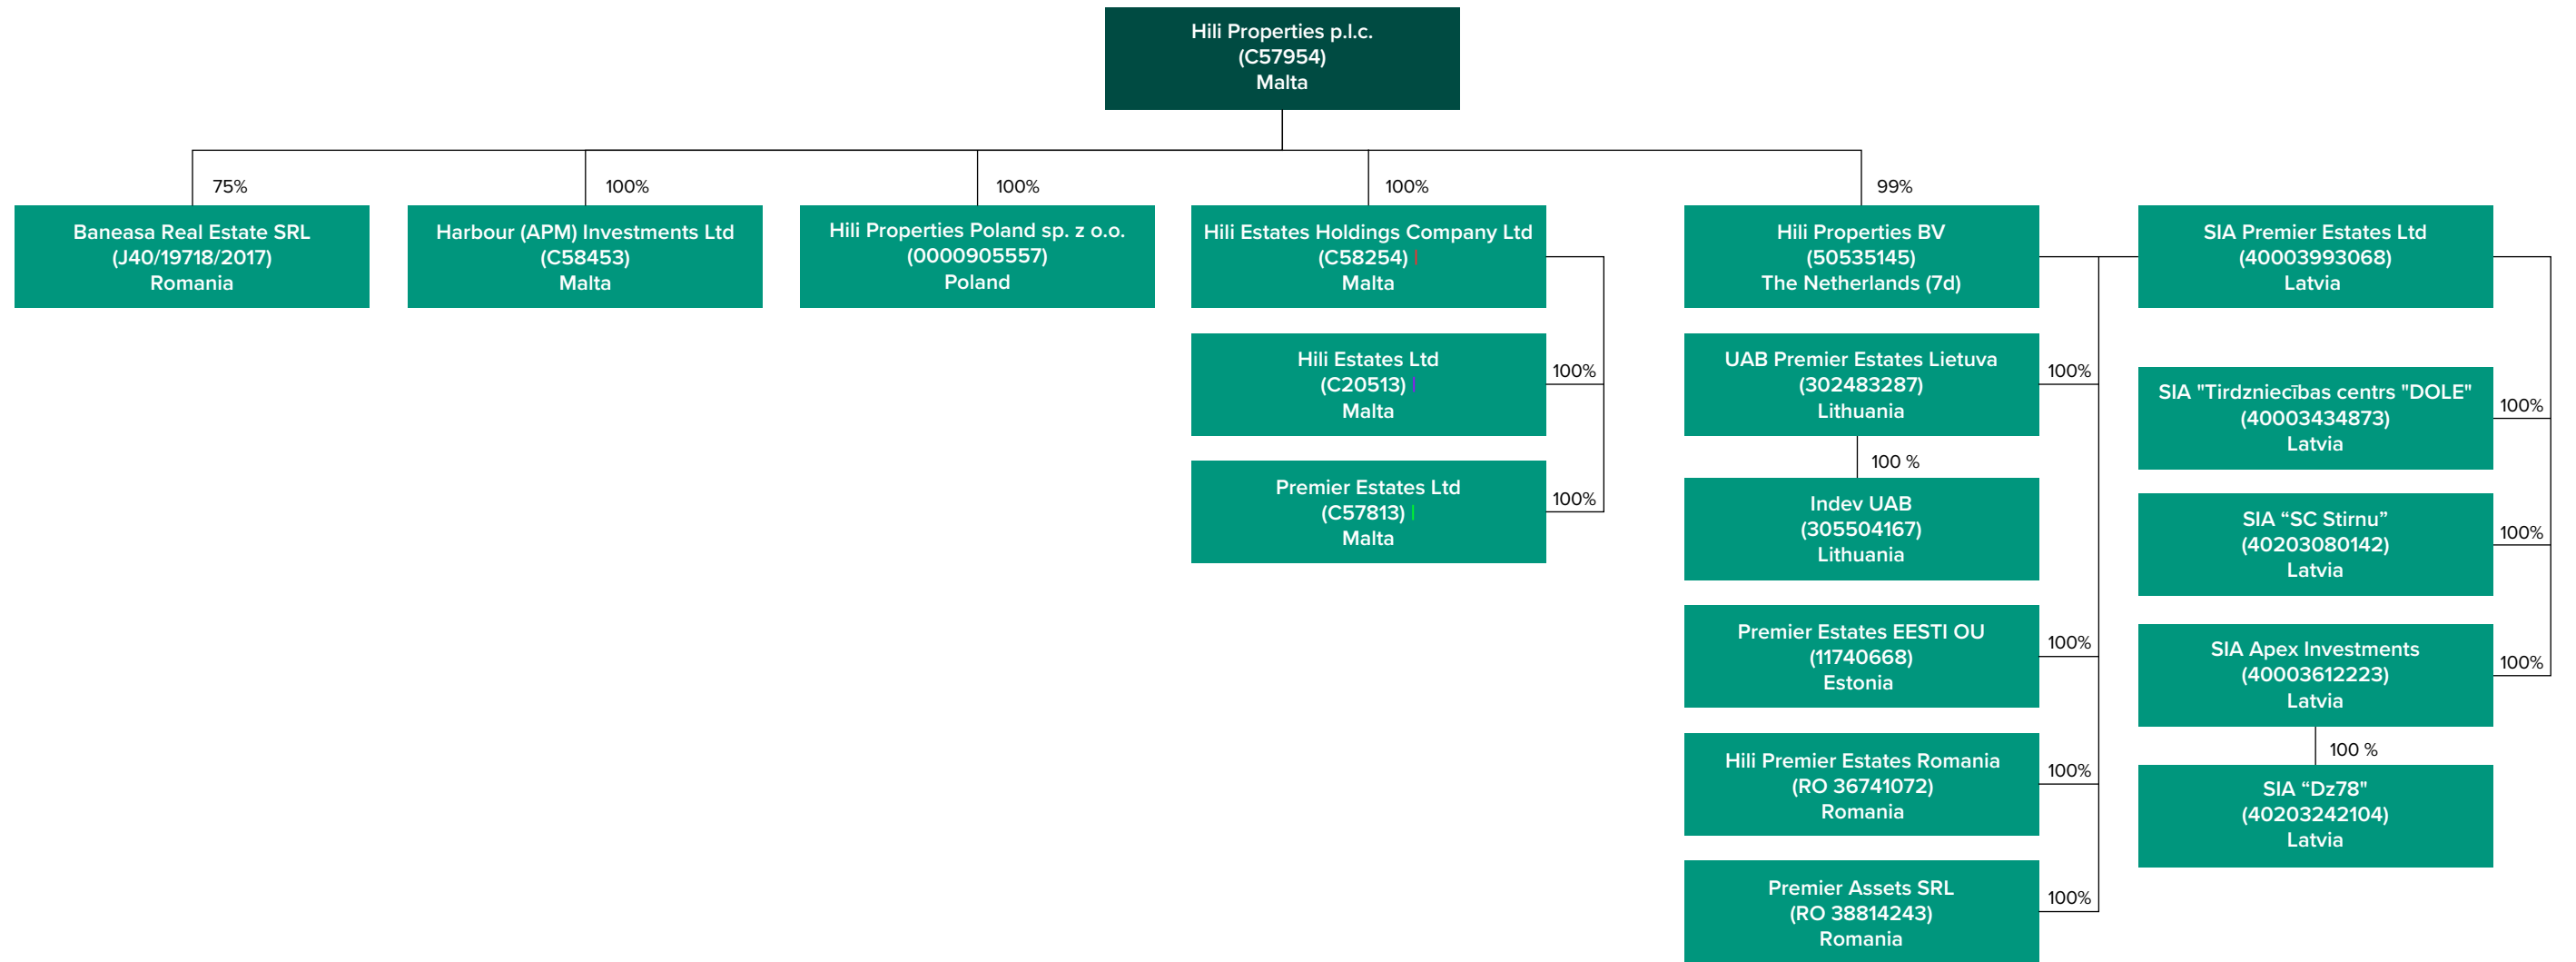 Hili Properties p.l.c.
(C57954)
Malta
75%
100%
100%
100%
99%
Baneasa Real Estate SRL
(J40/19718/2017)
Romania
Harbour (APM) Investments Ltd
(C58453)
Malta
Hili Properties Poland sp. z o.o.
(0000905557)
Poland
Hili Estates Holdings Company Ltd
(C58254)
Malta
Hili Estates Ltd
(C20513)
Malta
100%
Premier Estates Ltd
(C57813)
Malta
100%
Hili Properties BV
(50535145)
The Netherlands (7d)
UAB Premier Estates Lietuva
(302483287)
Lithuania
100%
100 %
Indev UAB
(305504167)
Lithuania
Premier Estates EESTI OU
(11740668)
Estonia
100%
Hili Premier Estates Romania
(RO 36741072)
Romania
100%
Premier Assets SRL
(RO 38814243)
Romania
100%
SIA Premier Estates Ltd
(40003993068)
Latvia
SIA "Tirdzniecības centrs "DOLE"
(40003434873)
Latvia
100%
SIA “SC Stirnu”
(40203080142)
Latvia
100%
SIA Apex Investments
(40003612223)
Latvia
100%
100 %
SIA “Dz78"
(40203242104)
Latvia